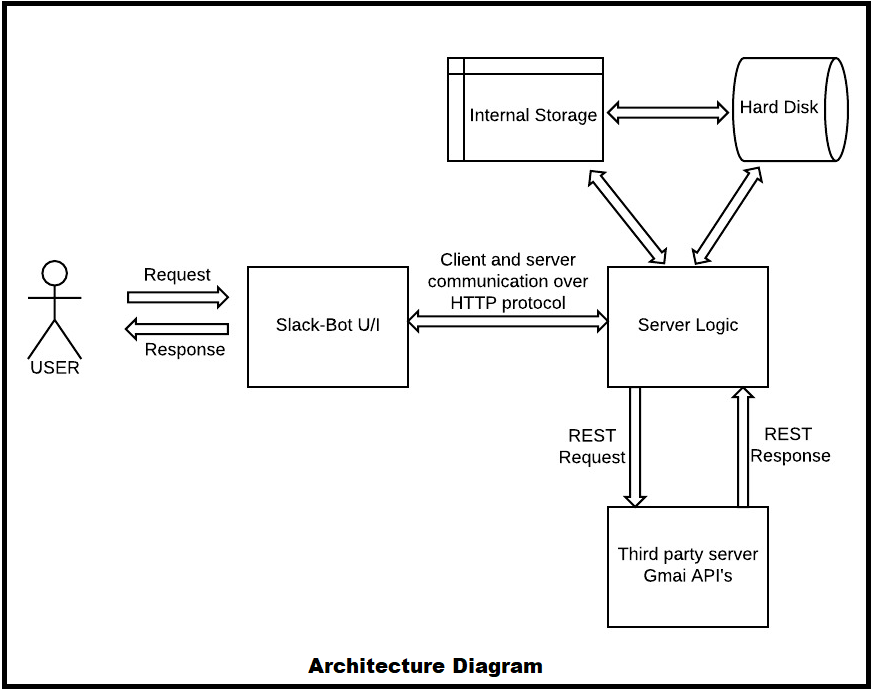 Internal Storage
Hard Disk
Request
Response
USER
Slack-Bot U/I
Client and server
communication over
HTTP protocol
Server Logic
REST
Request
REST
Response
Third party server
Gmai API's
Architecture Diagram